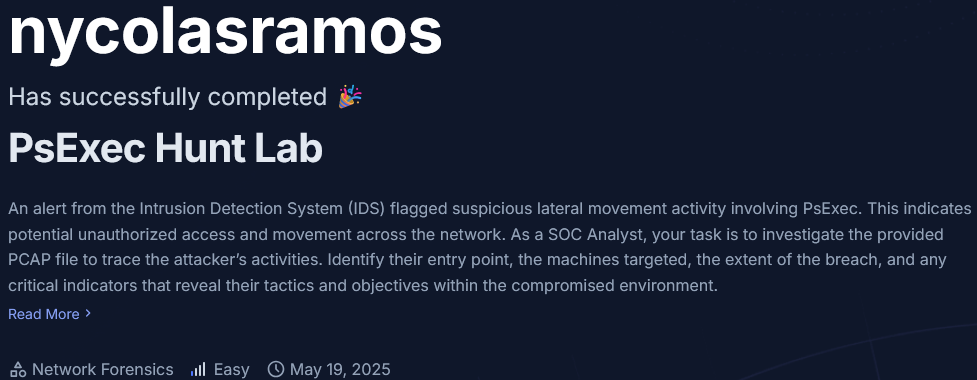 nycolasramos
Has successfully completed 🎉
PsExec Hunt Lab
An alert from the Intrusion Detection System (IDS) flagged suspicious lateral movement activity involving PsExec. This indicates
potential unauthorized access and movement across the network. As a SOC Analyst, your task is to investigate the provided
PCAP file to trace the attacker’s activities. Identify their entry point, the machines targeted, the extent of the breach, and any
critical indicators that reveal their tactics and objectives within the compromised environment.
Read More
Network Forensics Easy May 19, 2025